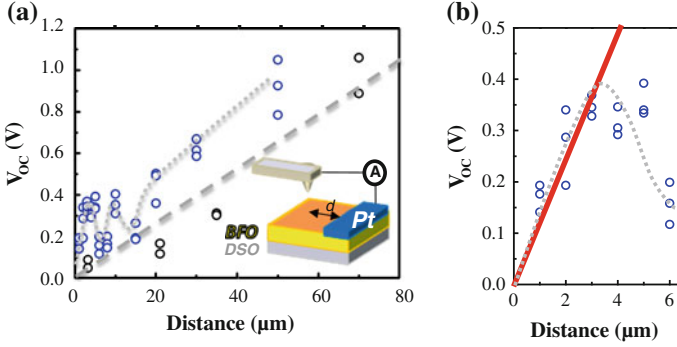 (a)
V_OC (V)
1.2
1.0
0.8
0.6
0.4
0.2
0.0
0
20
40
60
80
Distance (μm)
A
d
Pt
BFO
DSO
(b)
V_OC (V)
0.5
0.4
0.3
0.2
0.1
0.0
0
2
4
6
Distance (μm)